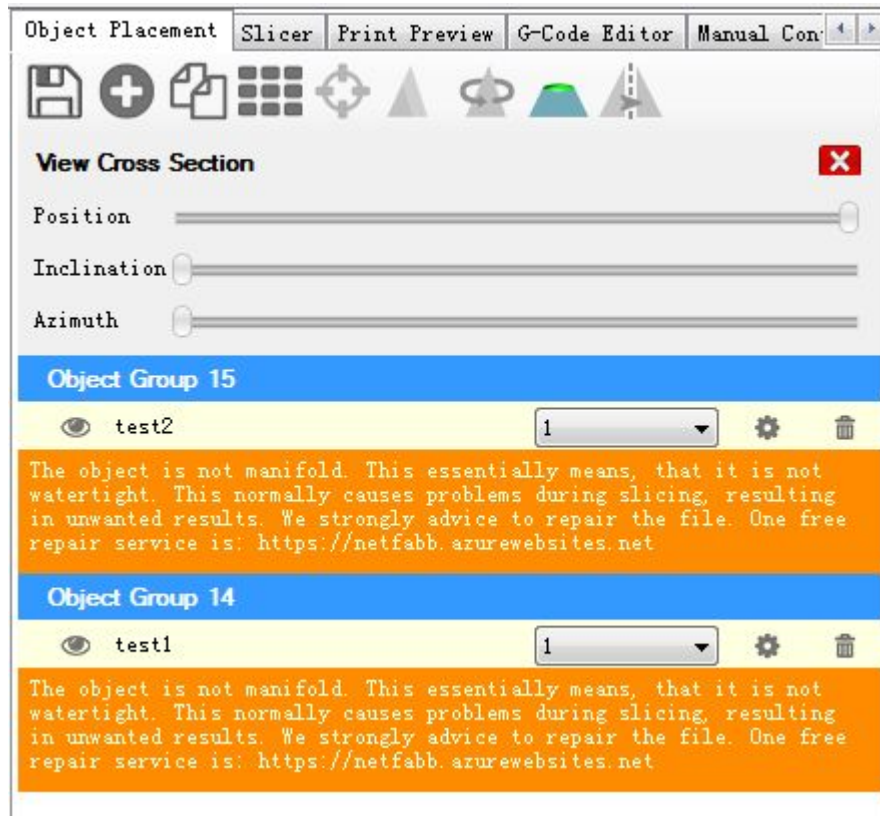 Object Placement Slicer Print Preview G-Code Editor Manual Con
View Cross Section
Position
Inclination
Azimuth
Object Group 15
test2 1
The object is not manifold. This essentially means, that it is not
watertight. This normally causes problems during slicing, resulting
in unwanted results. We strongly advice to repair the file. One free
repair service is: https://netfabb.azurewebsites.net
Object Group 14
test1 1
The object is not manifold. This essentially means, that it is not
watertight. This normally causes problems during slicing, resulting
in unwanted results. We strongly advice to repair the file. One free
repair service is: https://netfabb.azurewebsites.net